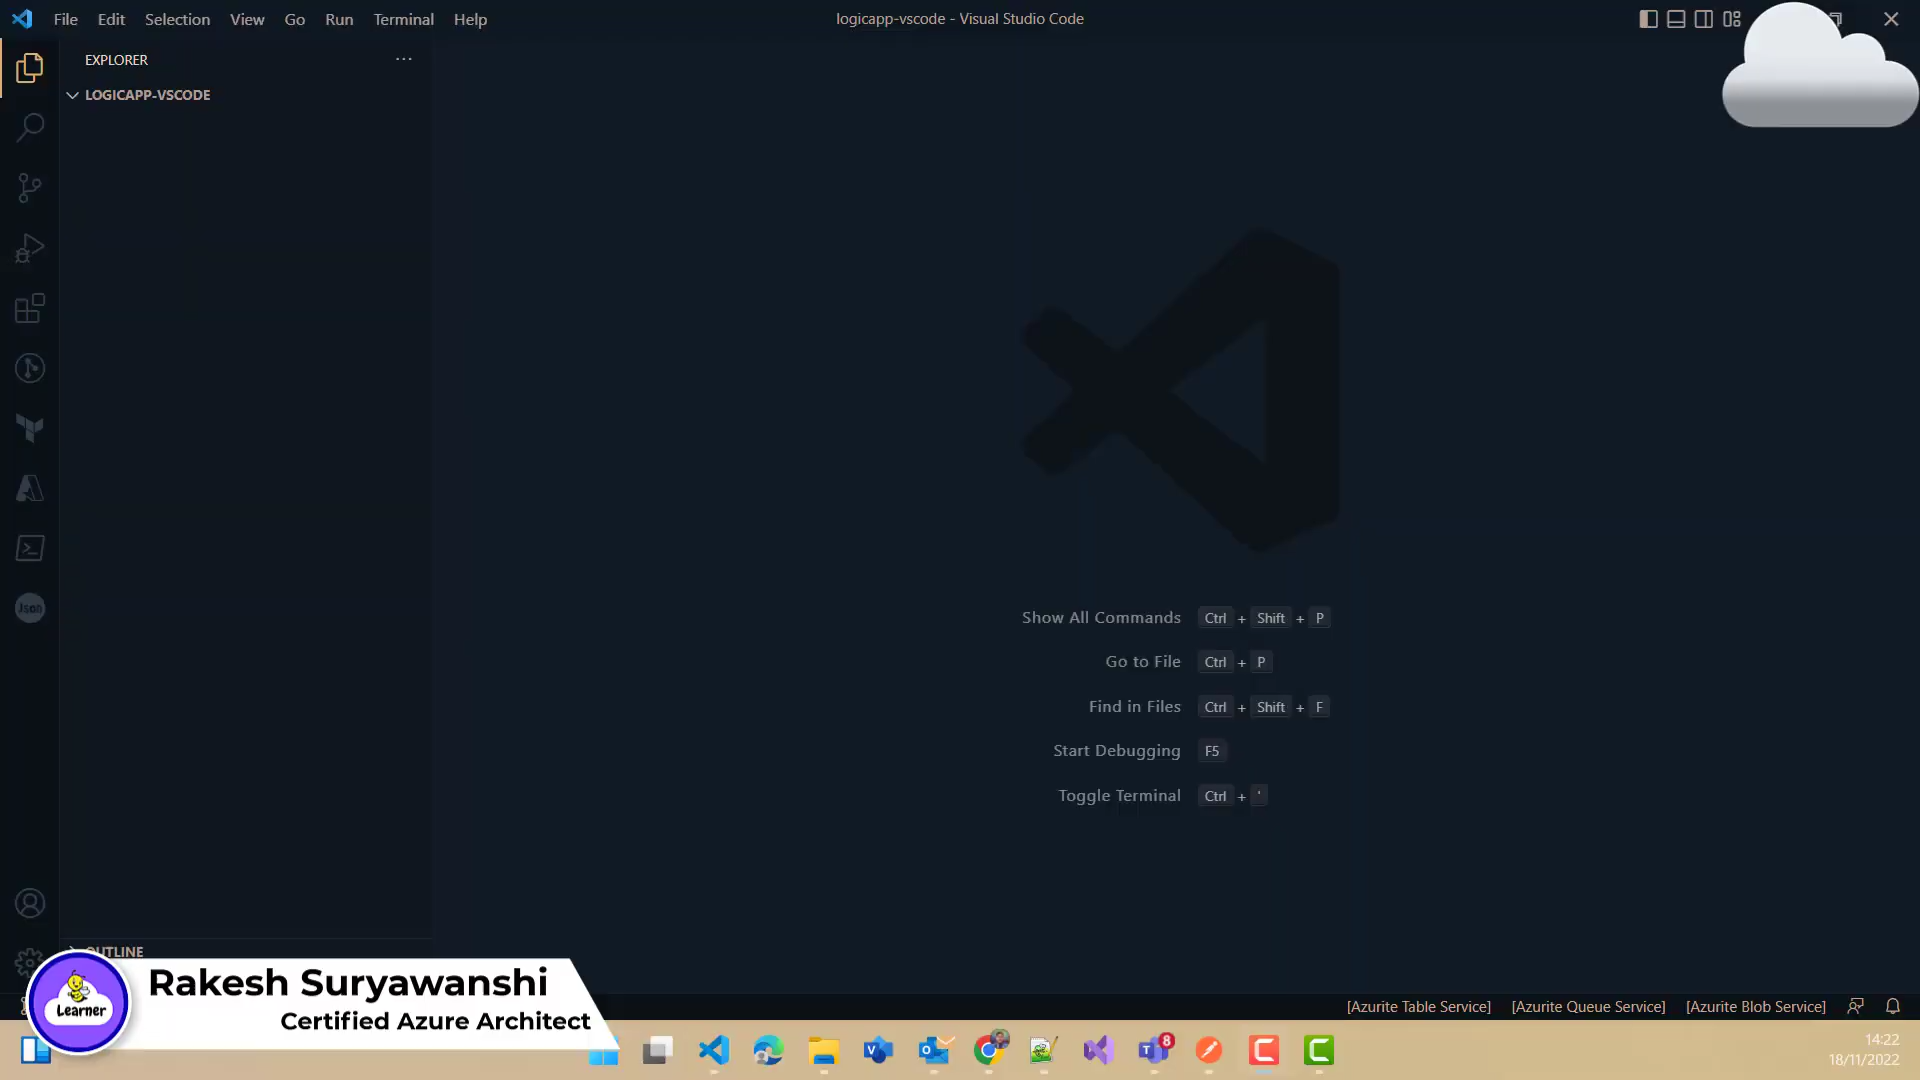 File Edit Selection View Go Run Terminal Help
logicapp-vscode - Visual Studio Code
EXPLORER
LOGICAPP-VSCODE
Json
Show All Commands Ctrl + Shift + P
Go to File Ctrl + P
Find in Files Ctrl + Shift + F
Start Debugging F5
Toggle Terminal Ctrl + '
OUTLINE
Learner
Rakesh Suryawanshi
Certified Azure Architect
[Azurite Table Service] [Azurite Queue Service] [Azurite Blob Service]
8
14:22
18/11/2022